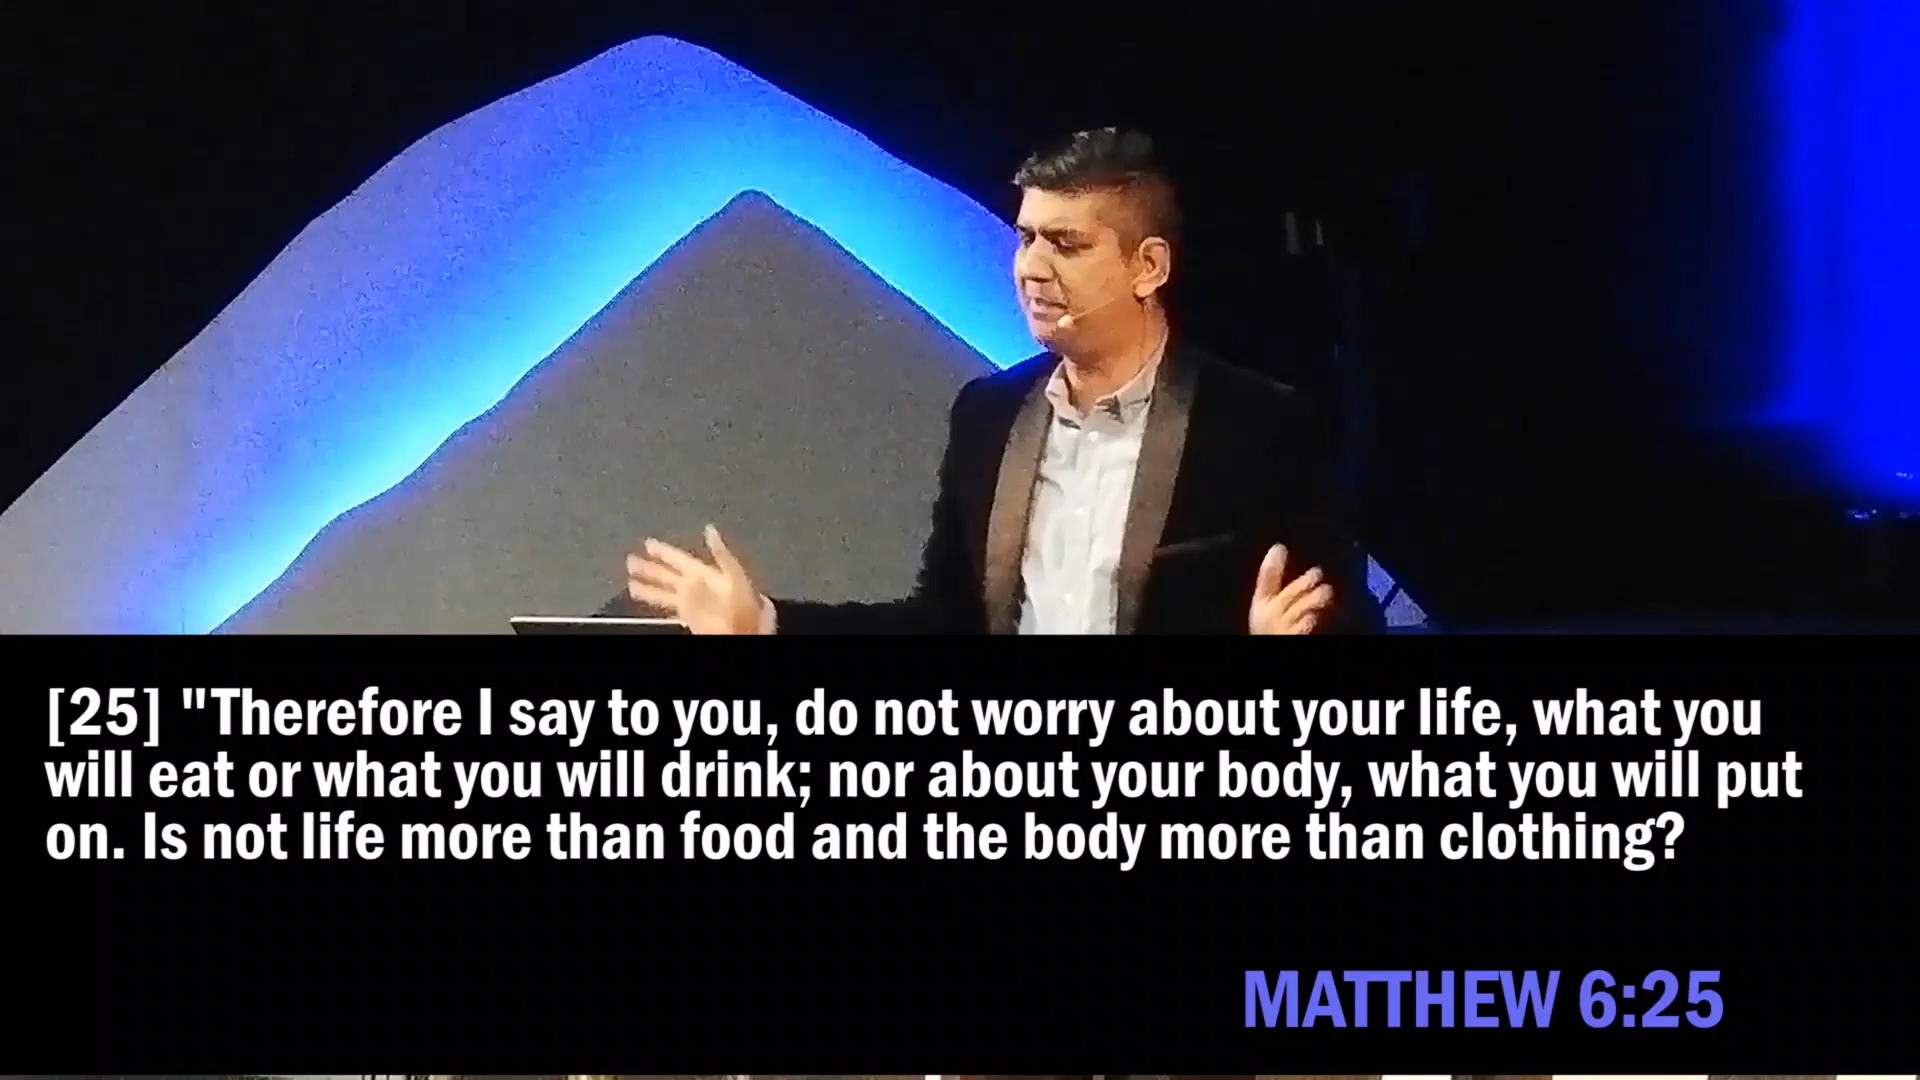 [25] "Therefore I say to you, do not worry about your life, what you
will eat or what you will drink; nor about your body, what you will put
on. Is not life more than food and the body more than clothing?
MATTHEW 6:25